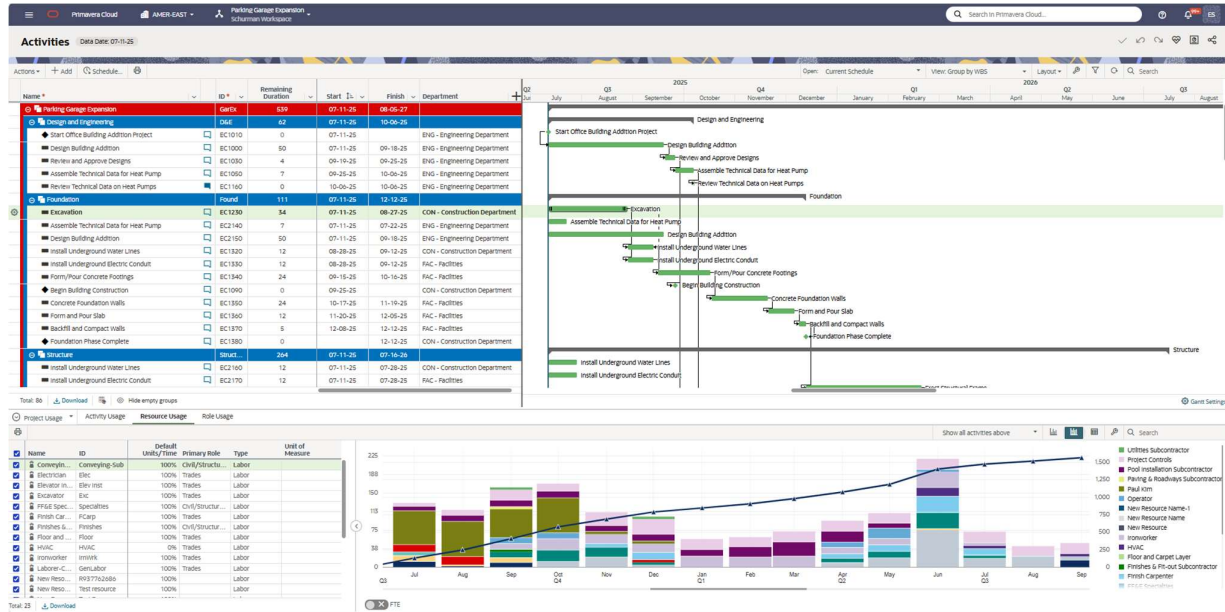 Primavera Cloud
AMER-EAST
Parking Garage Expansion
Schurman Workspace
Search in Primavera Cloud...
99+
ES
Activities
Data Date: 07-11-25
Actions
Add
Schedule...
Open: Current Schedule
View: Group by WBS
Layout
Search
Name * ID * Remaining Duration Start Finish Department
Parking Garage Expansion GarEx 539 07-11-25 08-05-27
Design and Engineering D&E 62 07-11-25 10-06-25
Start Office Building Addition Project EC1010 0 07-11-25 ENG - Engineering Department
Design Building Addition EC1000 50 07-11-25 09-18-25 ENG - Engineering Department
Review and Approve Designs EC1030 4 09-19-25 09-25-25 ENG - Engineering Department
Assemble Technical Data for Heat Pump EC1050 7 09-25-25 10-06-25 ENG - Engineering Department
Review Technical Data on Heat Pumps EC1160 0 10-06-25 10-06-25 ENG - Engineering Department
Foundation Found 111 07-11-25 12-12-25
Excavation EC1230 34 07-11-25 08-27-25 CON - Construction Department
Assemble Technical Data for Heat Pump EC2140 7 07-11-25 07-22-25 ENG - Engineering Department
Design Building Addition EC2150 50 07-11-25 09-18-25 ENG - Engineering Department
Install Underground Water Lines EC1320 12 08-28-25 09-12-25 CON - Construction Department
Install Underground Electric Conduit EC1330 12 08-28-25 09-12-25 FAC - Facilities
Form/Pour Concrete Footings EC1340 24 09-15-25 10-16-25 FAC - Facilities
Begin Building Construction EC1090 0 09-25-25 CON - Construction Department
Concrete Foundation Walls EC1350 24 10-17-25 11-19-25 FAC - Facilities
Form and Pour Slab EC1360 12 11-20-25 12-05-25 FAC - Facilities
Backfill and Compact Walls EC1370 5 12-08-25 12-12-25 FAC - Facilities
Foundation Phase Complete EC1380 0 12-12-25 CON - Construction Department
Structure Struct... 264 07-11-25 07-16-26
Install Underground Water Lines EC2160 12 07-11-25 07-28-25 CON - Construction Department
Install Underground Electric Conduit EC2170 12 07-11-25 07-28-25 FAC - Facilities
Total: 86
Download
Hide empty groups
2025 2026
Q2 Q3 Q4 Q1 Q2 Q3
Jul July August September October November December January February March April May June July August
Design and Engineering
Start Office Building Addition Project
Design Building Addition
Review and Approve Designs
Assemble Technical Data for Heat Pump
Review Technical Data on Heat Pumps
Foundation
Excavation
Assemble Technical Data for Heat Pump
Design Building Addition
Install Underground Water Lines
Install Underground Electric Conduit
Form/Pour Concrete Footings
Begin Building Construction
Concrete Foundation Walls
Form and Pour Slab
Backfill and Compact Walls
Foundation Phase Complete
Structure
Install Underground Water Lines
Install Underground Electric Conduit
Gantt Settings
Project Usage
Activity Usage
Resource Usage
Role Usage
Show all activities above
Search
Name ID Default Units/Time Primary Role Type Unit of Measure
Conveyin... Conveying-Sub 100% Civil/Structu... Labor
Electrician Elec 100% Trades Labor
Elevator In... Elev Inst 100% Trades Labor
Excavator Exc 100% Trades Labor
FF&E Spec... Specialties 100% Civil/Structur... Labor
Finish Car... FCarp 100% Trades Labor
Finishes &... Finishes 100% Civil/Structur... Labor
Floor and ... Floor 100% Trades Labor
HVAC HVAC 0% Trades Labor
Ironworker IrnWrk 100% Trades Labor
Laborer-C... GenLabor 100% Trades Labor
New Reso... R937762686 100% Labor
New Reso... Test resource 100% Labor
Total: 23
Download
225
188
150
113
75
38
0
Jul Aug Sep Oct Nov Dec Jan Feb Mar Apr May Jun Jul Aug Sep
Q3 Q4 Q1 Q2 Q3
1,500
1,250
1,000
750
500
250
0
FTE
Utilities Subcontractor
Project Controls
Pool Installation Subcontractor
Paving & Roadways Subcontractor
Paul Kim
Operator
New Resource Name-1
New Resource Name
New Resource
Ironworker
HVAC
Floor and Carpet Layer
Finishes & Fit-out Subcontractor
Finish Carpenter